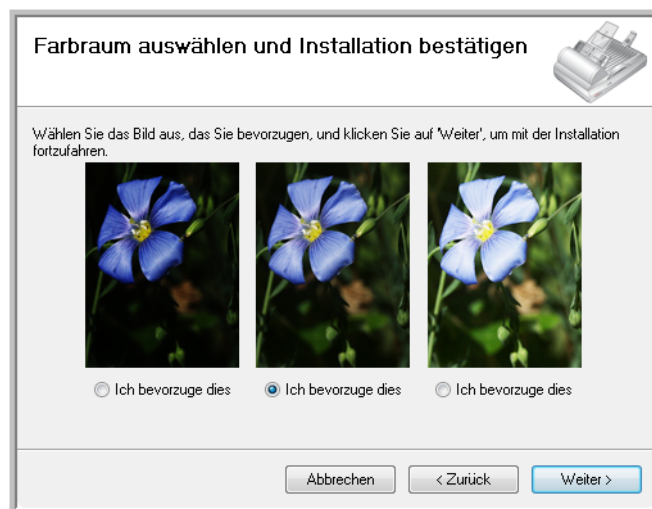 Farbraum auswählen und Installation bestätigen
Wählen Sie das Bild aus, das Sie bevorzugen, und klicken Sie auf 'Weiter', um mit der Installation
fortzufahren.
Ich bevorzuge dies Ich bevorzuge dies Ich bevorzuge dies
Abbrechen < Zurück Weiter >